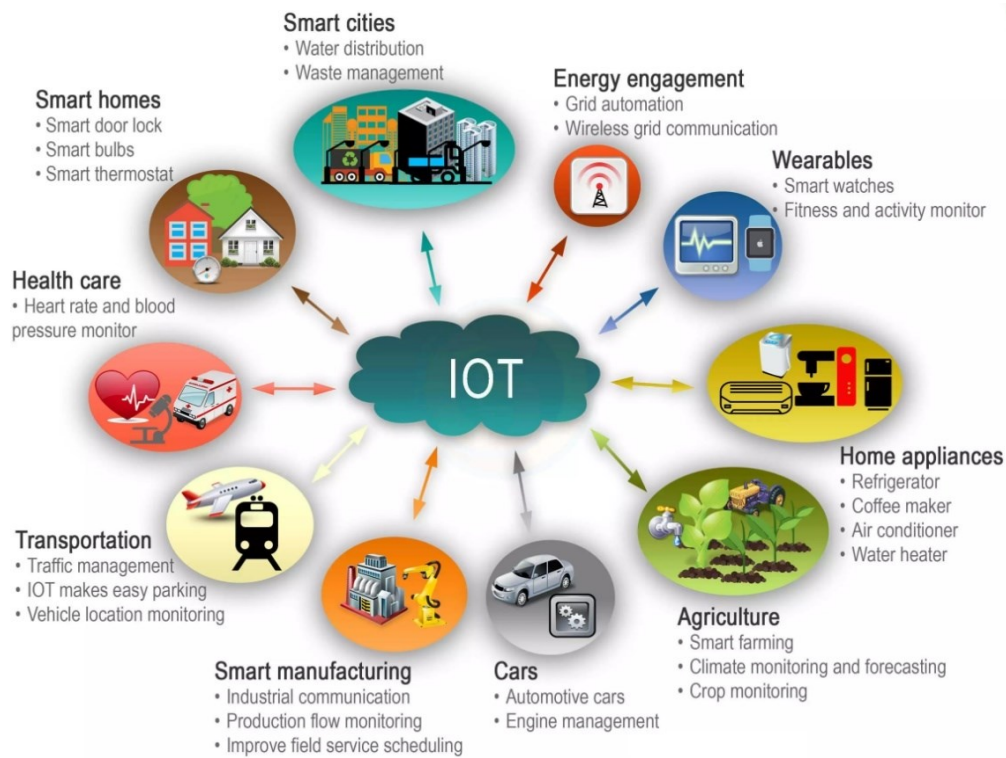 Smart cities
• Water distribution
• Waste management
Energy engagement
• Grid automation
• Wireless grid communication
Smart homes
• Smart door lock
• Smart bulbs
• Smart thermostat
Wearables
• Smart watches
• Fitness and activity monitor
Health care
• Heart rate and blood
pressure monitor
IOT
Home appliances
• Refrigerator
• Coffee maker
• Air conditioner
• Water heater
Transportation
• Traffic management
• IOT makes easy parking
• Vehicle location monitoring
Agriculture
• Smart farming
• Climate monitoring and forecasting
• Crop monitoring
Smart manufacturing
• Industrial communication
• Production flow monitoring
• Improve field service scheduling
Cars
• Automotive cars
• Engine management